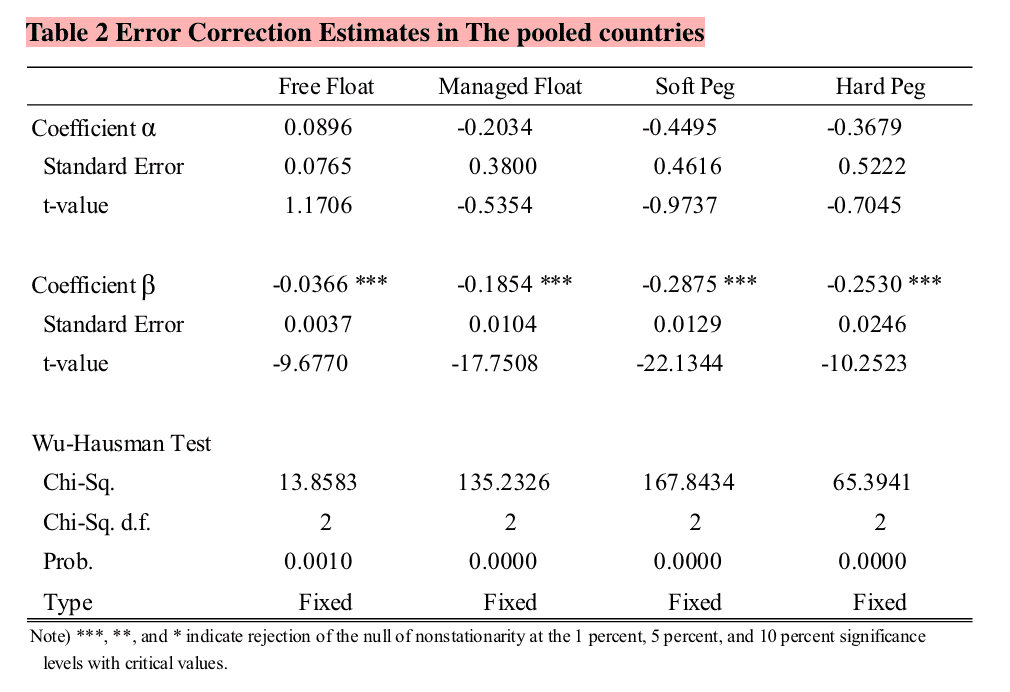 Table 2 Error Correction Estimates in The pooled countries
Free Float Managed Float Soft Peg Hard Peg
Coefficient α 0.0896 -0.2034 -0.4495 -0.3679
Standard Error 0.0765 0.3800 0.4616 0.5222
t-value 1.1706 -0.5354 -0.9737 -0.7045
Coefficient β -0.0366 *** -0.1854 *** -0.2875 *** -0.2530 ***
Standard Error 0.0037 0.0104 0.0129 0.0246
t-value -9.6770 -17.7508 -22.1344 -10.2523
Wu-Hausman Test
Chi-Sq. 13.8583 135.2326 167.8434 65.3941
Chi-Sq. d.f. 2 2 2 2
Prob. 0.0010 0.0000 0.0000 0.0000
Type Fixed Fixed Fixed Fixed
Note) ***, **, and * indicate rejection of the null of nonstationarity at the 1 percent, 5 percent, and 10 percent significance
levels with critical values.